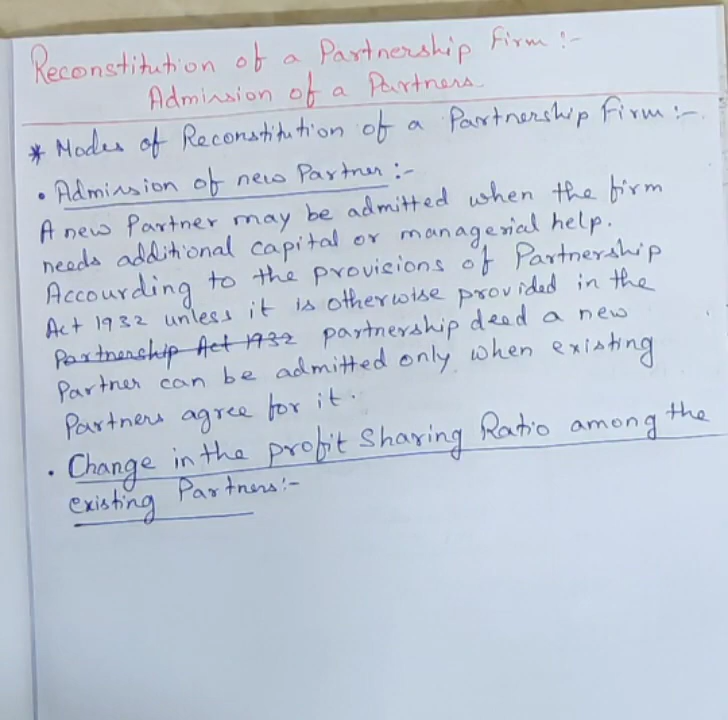 Reconstitution of a Partnership Firm :-
Admission of a Partners.
* Modes of Reconstitution of a Partnership Firm :-
• Admission of new Partner :-
A new Partner may be admitted when the firm
needs additional capital or managerial help.
Accourding to the provisions of Partnership
Act 1932 unless it is otherwise provided in the
Partnership Act 1932 partnership deed a new
Partner can be admitted only when existing
Partners agree for it.
• Change in the profit Sharing Ratio among the
existing Partners:-